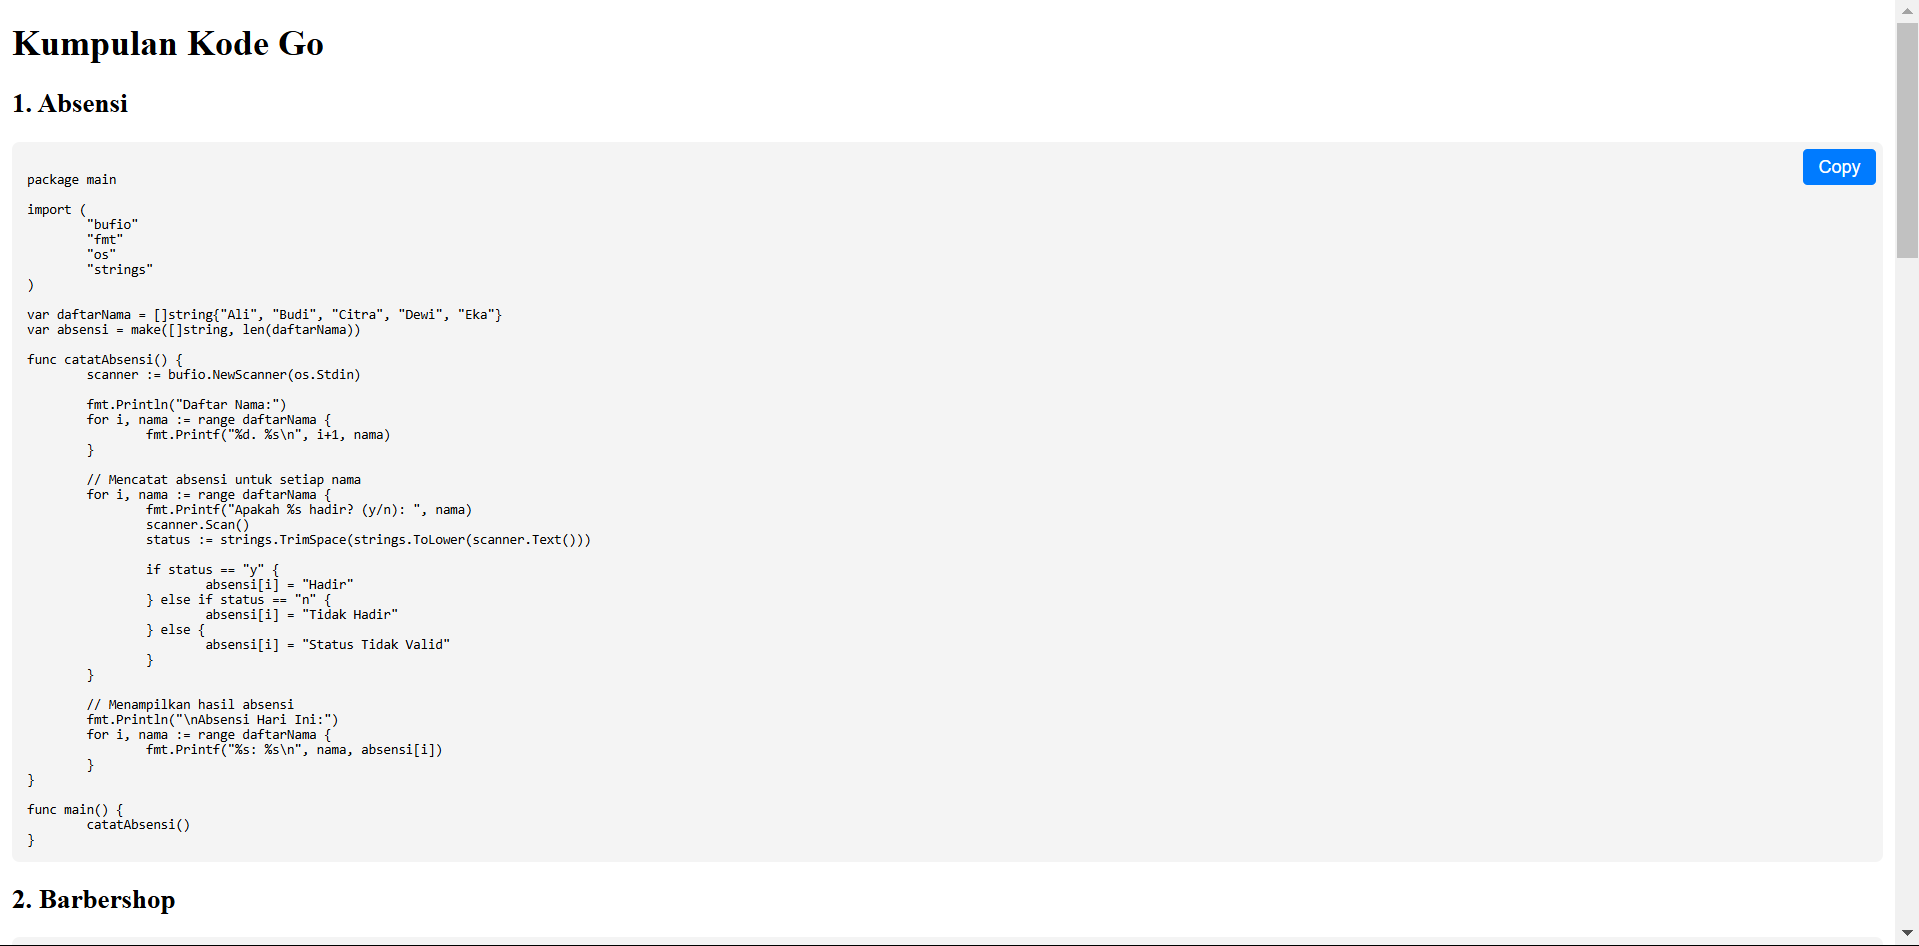 Kumpulan Kode Go
1. Absensi
Copy
package main
import (
"bufio"
"fmt"
"os"
"strings"
)
var daftarNama = []string{"Ali", "Budi", "Citra", "Dewi", "Eka"}
var absensi = make([]string, len(daftarNama))
func catatAbsensi() {
scanner := bufio.NewScanner(os.Stdin)
fmt.Println("Daftar Nama:")
for i, nama := range daftarNama {
fmt.Printf("%d. %s\n", i+1, nama)
}
// Mencatat absensi untuk setiap nama
for i, nama := range daftarNama {
fmt.Printf("Apakah %s hadir? (y/n): ", nama)
scanner.Scan()
status := strings.TrimSpace(strings.ToLower(scanner.Text()))
if status == "y" {
absensi[i] = "Hadir"
} else if status == "n" {
absensi[i] = "Tidak Hadir"
} else {
absensi[i] = "Status Tidak Valid"
}
}
// Menampilkan hasil absensi
fmt.Println("\nAbsensi Hari Ini:")
for i, nama := range daftarNama {
fmt.Printf("%s: %s\n", nama, absensi[i])
}
}
func main() {
catatAbsensi()
}
2. Barbershop